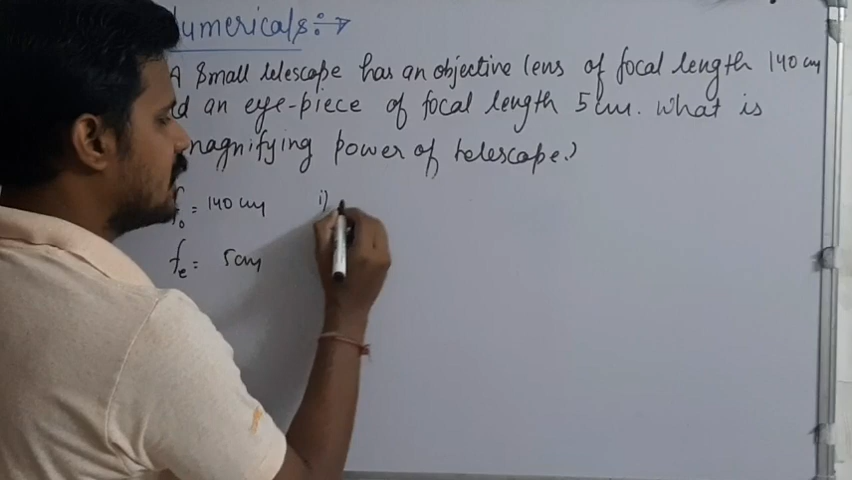 umericals :→
A small telescope has an objective lens of focal length 140 cm
d an eye-piece of focal length 5 cm. What is
magnifying power of telescope.?
f₀ = 140 cm i)
fₑ = 5 cm